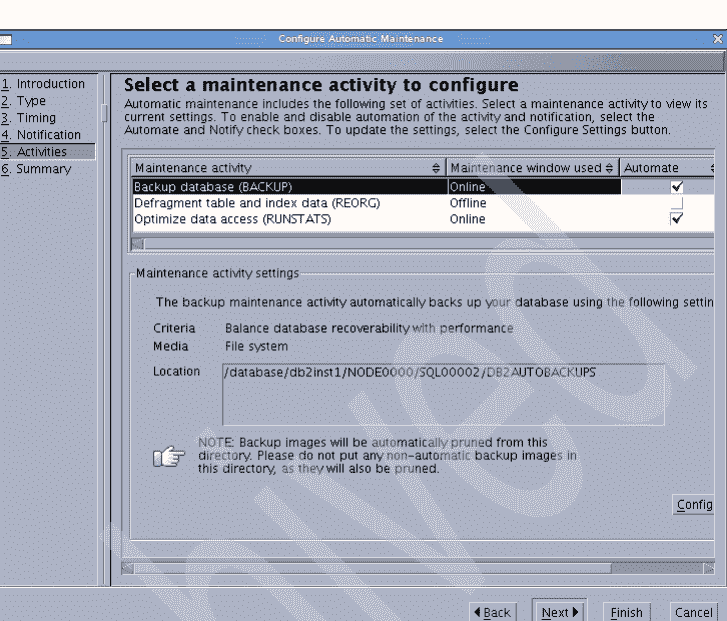 Configure Automatic Maintenance
1. Introduction
2. Type
3. Timing
4. Notification
5. Activities
6. Summary
Select a maintenance activity to configure
Automatic maintenance includes the following set of activities. Select a maintenance activity to view its
current settings. To enable and disable automation of the activity and notification, select the
Automate and Notify check boxes. To update the settings, select the Configure Settings button.
Maintenance activity Maintenance window used Automate
Backup database (BACKUP) Online
Defragment table and index data (REORG) Offline
Optimize data access (RUNSTATS) Online
Maintenance activity settings
The backup maintenance activity automatically backs up your database using the following settin
Criteria Balance database recoverability with performance
Media File system
Location /database/db2inst1/NODE0000/SQL00002/DB2AUTOBACKUPS
NOTE: Backup images will be automatically pruned from this
directory. Please do not put any non-automatic backup images in
this directory, as they will also be pruned.
Config
Back Next Finish Cancel